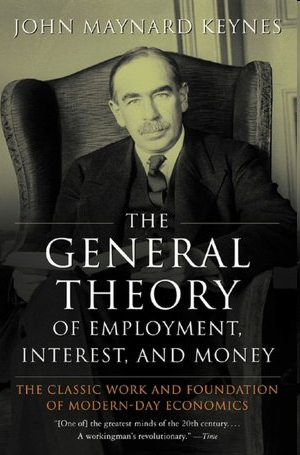 JOHN MAYNARD KEYNES
THE
GENERAL
THEORY
OF EMPLOYMENT,
INTEREST, AND MONEY
THE CLASSIC WORK AND FOUNDATION
OF MODERN-DAY ECONOMICS
"[One of] the greatest minds of the 20th century. . . .
A workingman's revolutionary." —Time